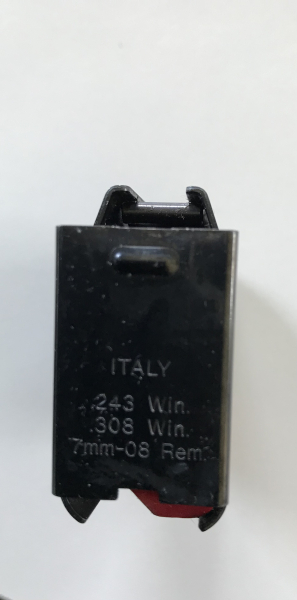 ITALY
.243 Win.
.308 Win.
7mm-08 Rem.